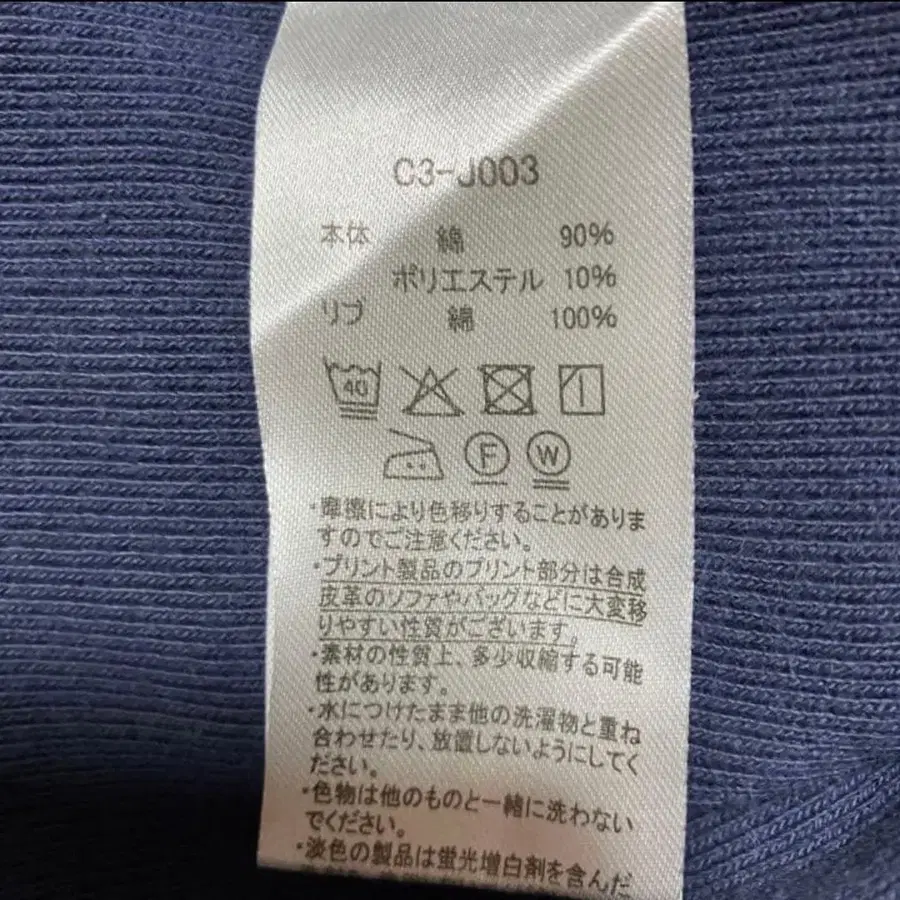 C3-J003
本体 綿 90%
ポリエステル 10%
リブ 綿 100%
40
F W
・摩擦により色移りすることがありま
すのでご注意ください。
・プリント製品のプリント部分は合成
皮革のソファやバッグなどに大変移
りやすい性質がございます。
・素材の性質上、多少収縮する可能
性があります。
・水につけたまま他の洗濯物と重ね
合わせたり、放置しないようにしてく
ださい。
・色物は他のものと一緒に洗わない
でください。
・淡色の製品は蛍光増白剤を含んだ